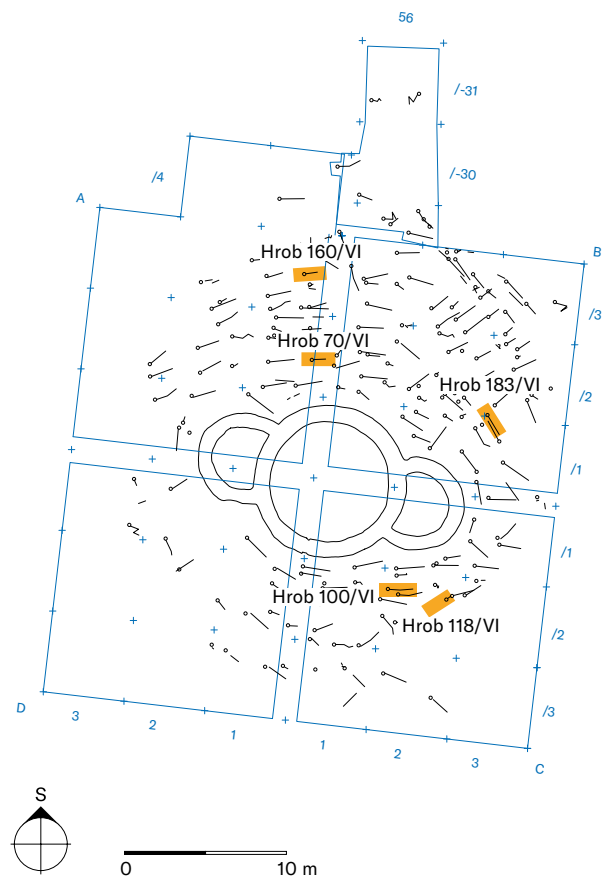 56
/-31
/-30
/4
A
B
Hrob 160/VI
/3
Hrob 70/VI
Hrob 183/VI
/2
/1
/1
Hrob 100/VI
Hrob 118/VI
/2
/3
D
3
2
1
1
2
3
C
S
0
10 m